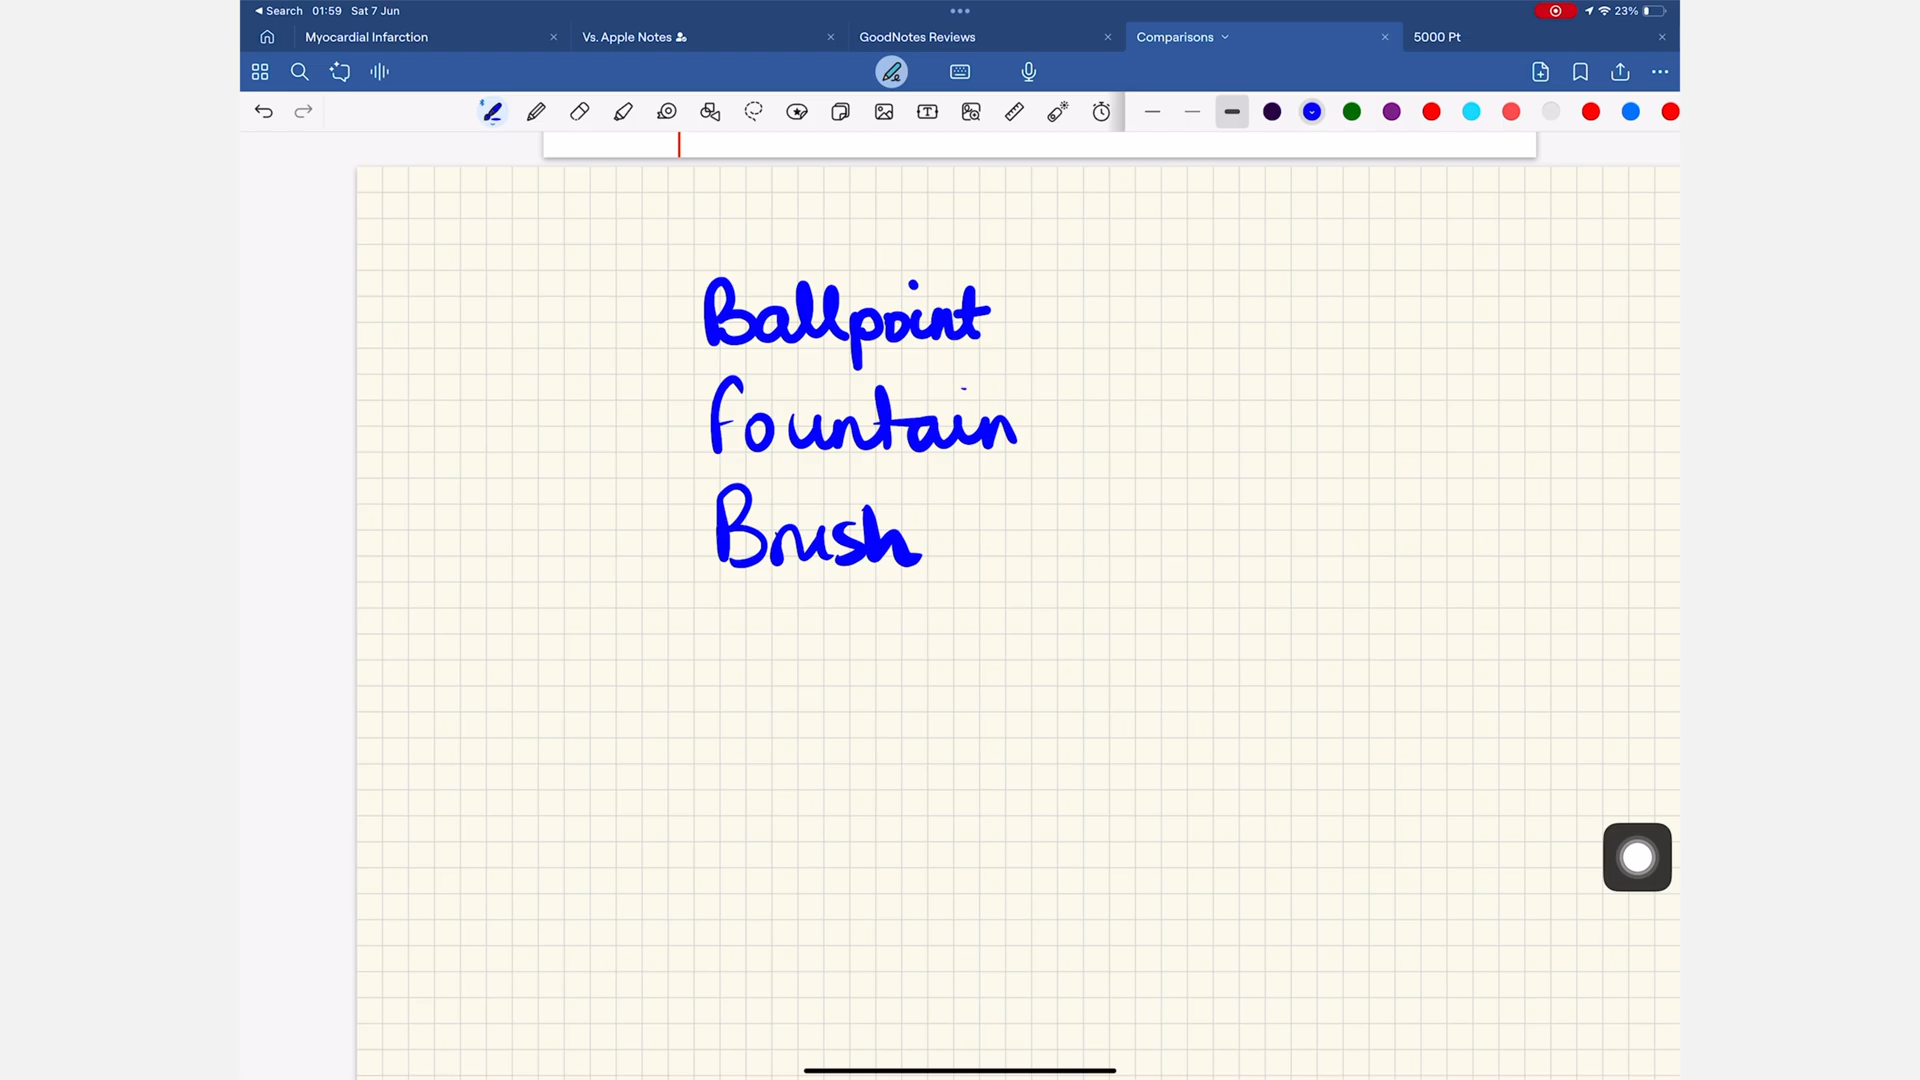 Search 01:59 Sat 7 Jun 23%
Myocardial Infarction Vs. Apple Notes GoodNotes Reviews Comparisons 5000 Pt
Ballpoint
Fountain
Brush